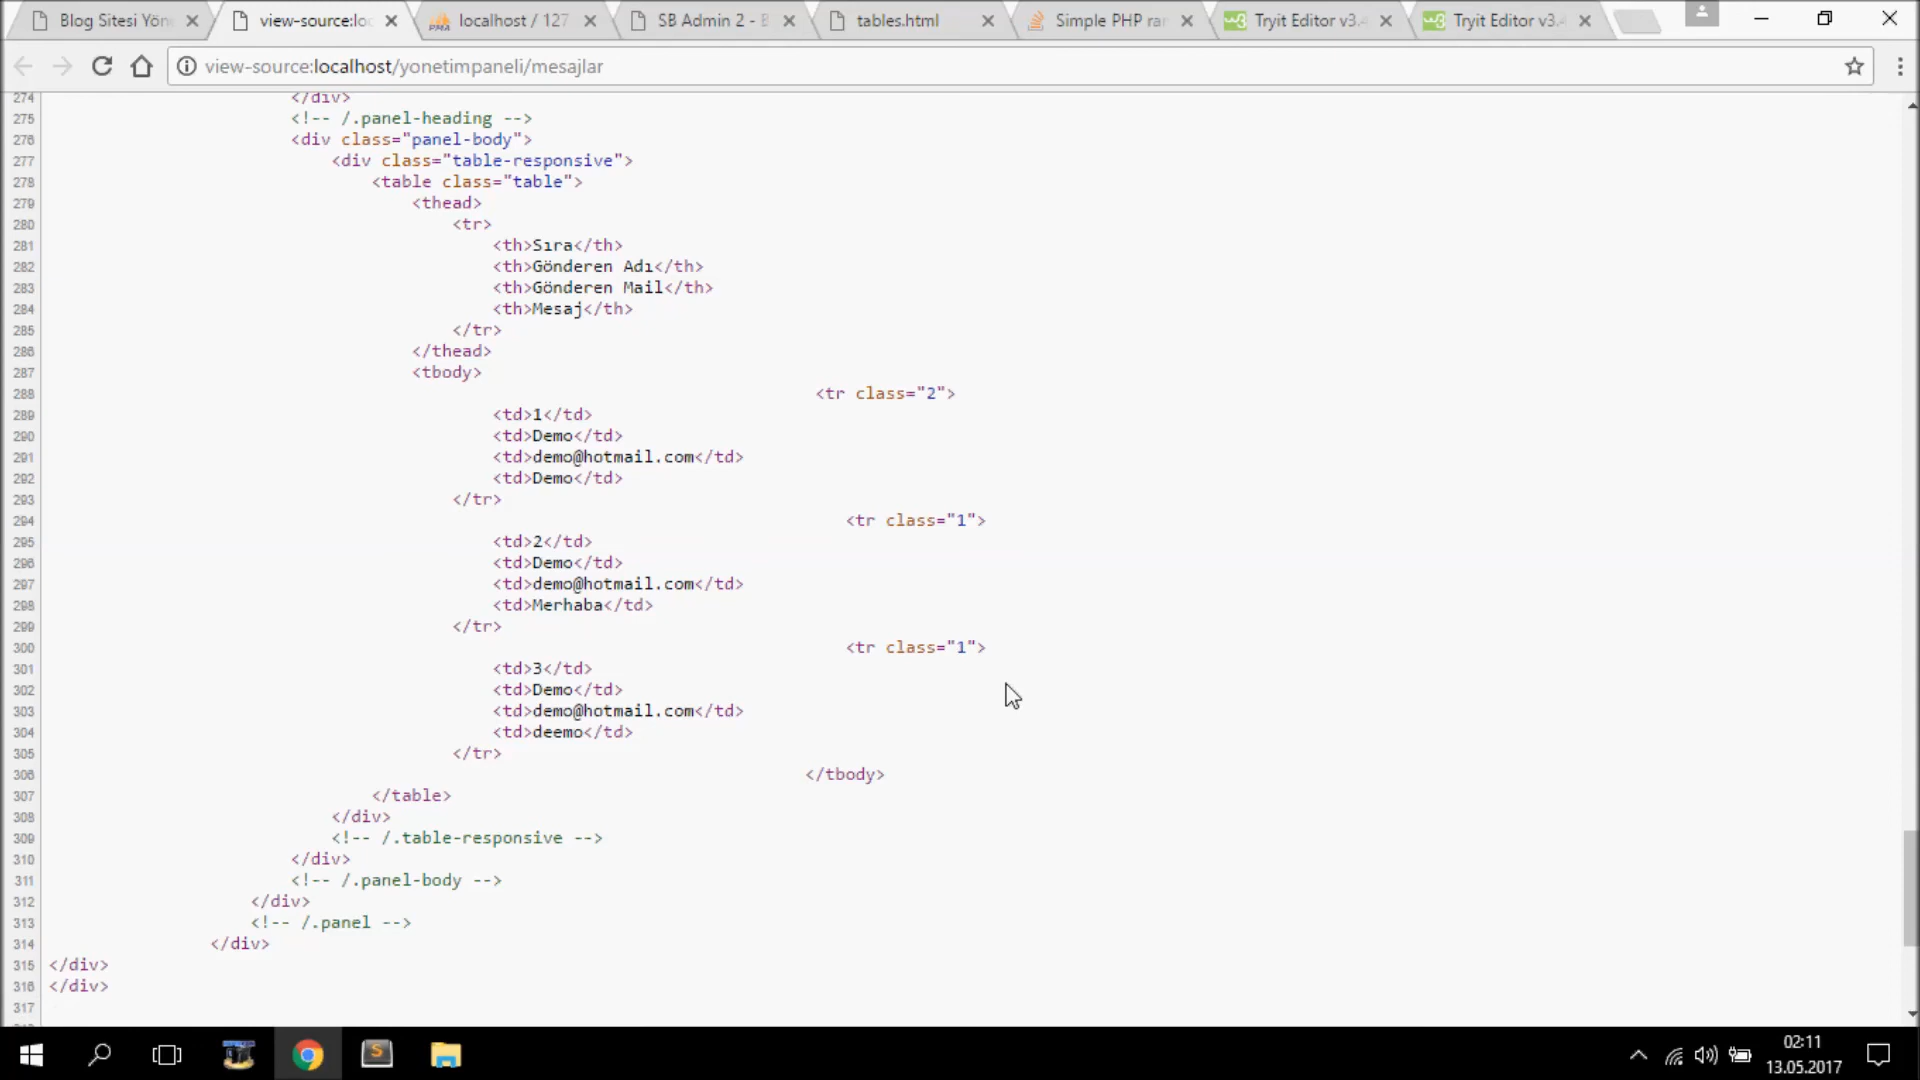 Blog Sitesi Yöne
view-source:loc
localhost / 127
SB Admin 2 - B
tables.html
Simple PHP ran
Tryit Editor v3.4
Tryit Editor v3.4
view-source:localhost/yonetimpaneli/mesajlar
274 </div>
275 <!-- /.panel-heading -->
276 <div class="panel-body">
277 <div class="table-responsive">
278 <table class="table">
279 <thead>
280 <tr>
281 <th>Sıra</th>
282 <th>Gönderen Adı</th>
283 <th>Gönderen Mail</th>
284 <th>Mesaj</th>
285 </tr>
286 </thead>
287 <tbody>
288 <tr class="2">
289 <td>1</td>
290 <td>Demo</td>
291 <td>demo@hotmail.com</td>
292 <td>Demo</td>
293 </tr>
294 <tr class="1">
295 <td>2</td>
296 <td>Demo</td>
297 <td>demo@hotmail.com</td>
298 <td>Merhaba</td>
299 </tr>
300 <tr class="1">
301 <td>3</td>
302 <td>Demo</td>
303 <td>demo@hotmail.com</td>
304 <td>deemo</td>
305 </tr>
306 </tbody>
307 </table>
308 </div>
309 <!-- /.table-responsive -->
310 </div>
311 <!-- /.panel-body -->
312 </div>
313 <!-- /.panel -->
314 </div>
315 </div>
316 </div>
317
02:11
13.05.2017